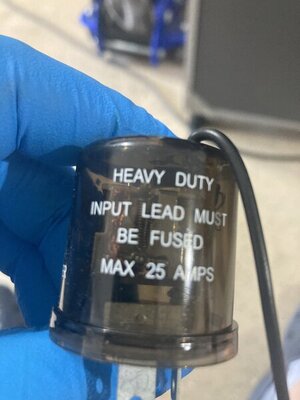 HEAVY DUTY
INPUT LEAD MUST
BE FUSED
MAX 25 AMPS